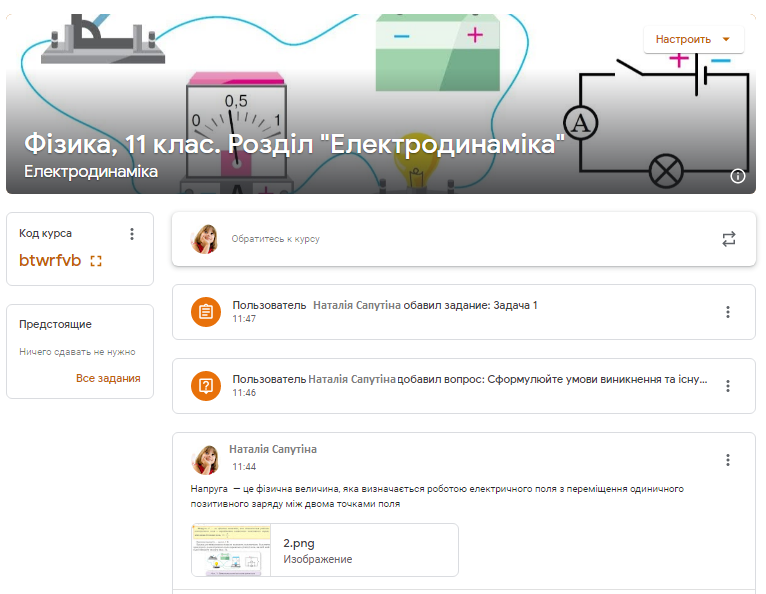 Настроить
0,5
0
1
A
A
Фізика, 11 клас. Розділ "Електродинаміка"
Електродинаміка
Код курса
btwrfvb
Обратитесь к курсу
Предстоящие
Ничего сдавать не нужно
Все задания
Пользователь Наталія Сапутіна обавил задание: Задача 1
11:47
Пользователь Наталія Сапутіна добавил вопрос: Сформулюйте умови виникнення та існу...
11:46
Наталія Сапутіна
11:44
Напруга — це фізична величина, яка визначається роботою електричного поля з переміщення одиничного
позитивного заряду між двома точками поля
2.png
Изображение